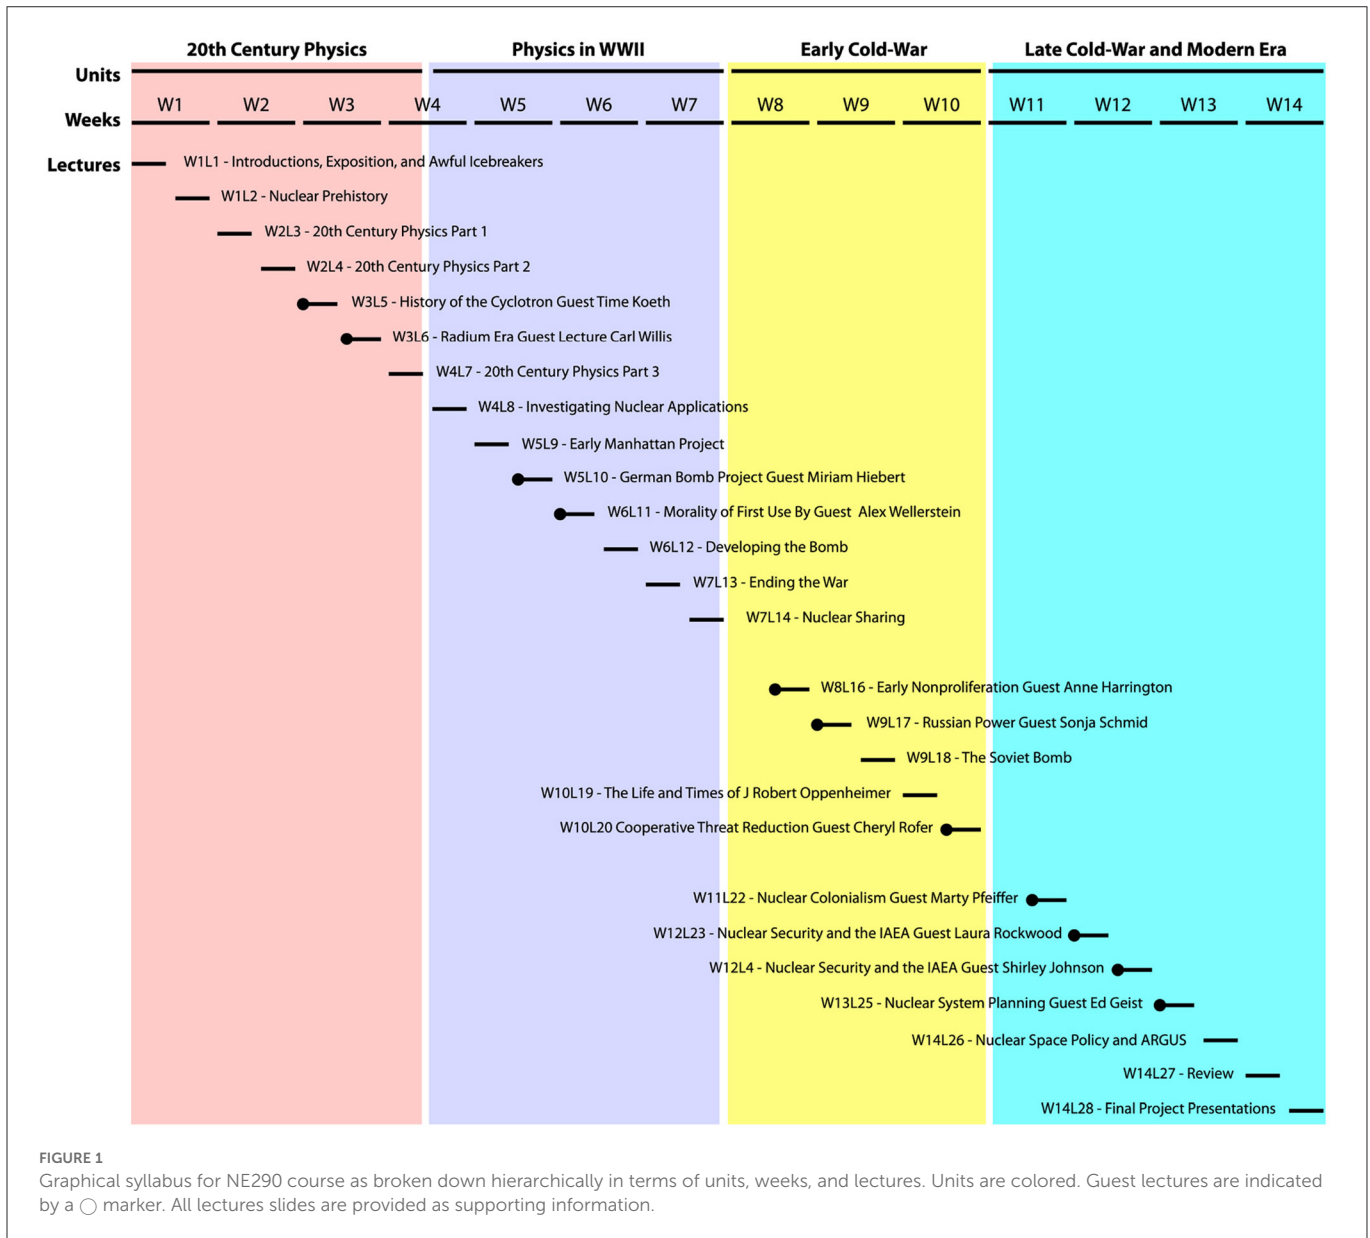 20th Century Physics Physics in WWII Early Cold-War Late Cold-War and Modern Era
Units
W1 W2 W3 W4 W5 W6 W7 W8 W9 W10 W11 W12 W13 W14
Weeks
Lectures W1L1 - Introductions, Exposition, and Awful Icebreakers
W1L2 - Nuclear Prehistory
W2L3 - 20th Century Physics Part 1
W2L4 - 20th Century Physics Part 2
W3L5 - History of the Cyclotron Guest Time Koeth
W3L6 - Radium Era Guest Lecture Carl Willis
W4L7 - 20th Century Physics Part 3
W4L8 - Investigating Nuclear Applications
W5L9 - Early Manhattan Project
W5L10 - German Bomb Project Guest Miriam Hiebert
W6L11 - Morality of First Use By Guest Alex Wellerstein
W6L12 - Developing the Bomb
W7L13 - Ending the War
W7L14 - Nuclear Sharing
W8L16 - Early Nonproliferation Guest Anne Harrington
W9L17 - Russian Power Guest Sonja Schmid
W9L18 - The Soviet Bomb
W10L19 - The Life and Times of J Robert Oppenheimer
W10L20 Cooperative Threat Reduction Guest Cheryl Rofer
W11L22 - Nuclear Colonialism Guest Marty Pfeiffer
W12L23 - Nuclear Security and the IAEA Guest Laura Rockwood
W12L4 - Nuclear Security and the IAEA Guest Shirley Johnson
W13L25 - Nuclear System Planning Guest Ed Geist
W14L26 - Nuclear Space Policy and ARGUS
W14L27 - Review
W14L28 - Final Project Presentations
FIGURE 1
Graphical syllabus for NE290 course as broken down hierarchically in terms of units, weeks, and lectures. Units are colored. Guest lectures are indicated
by a ○ marker. All lectures slides are provided as supporting information.